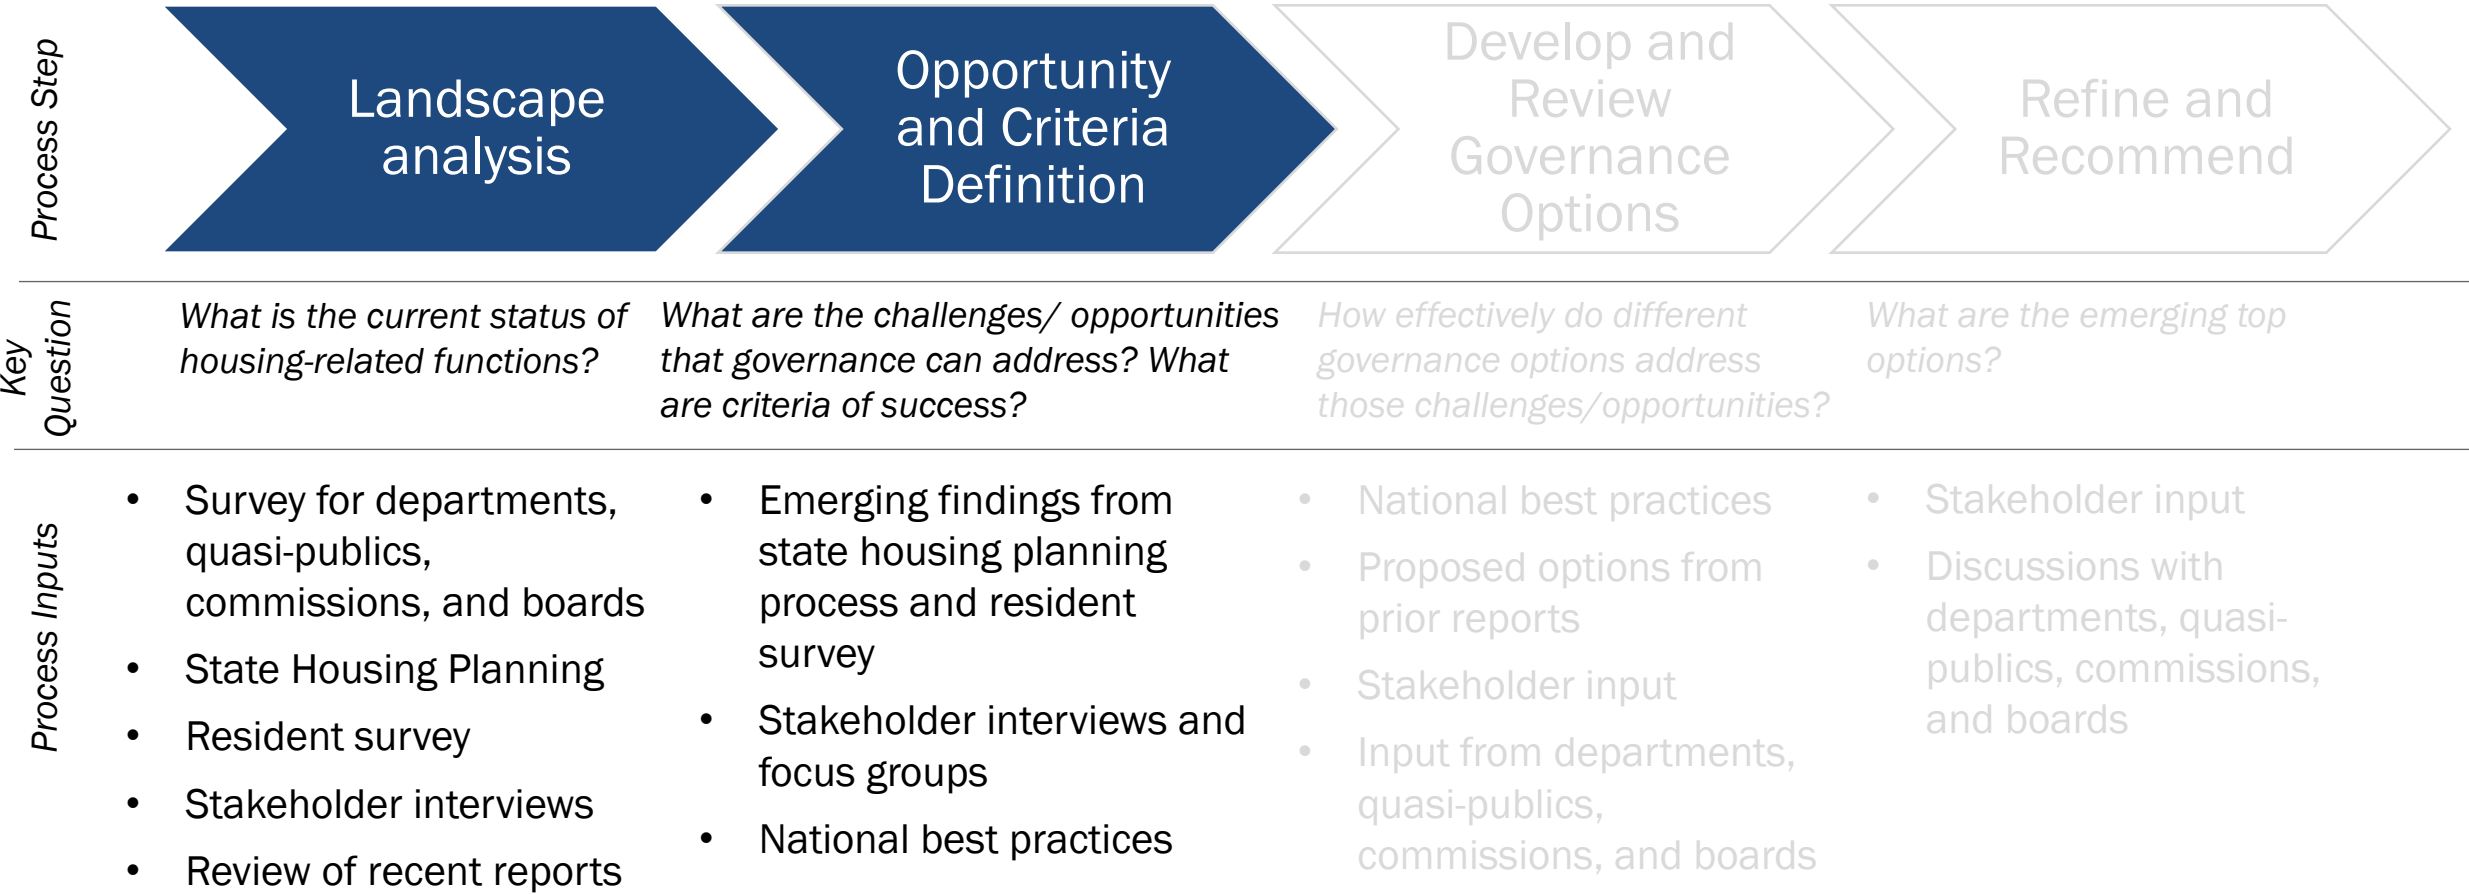 Process Step
Landscape
analysis
Opportunity
and Criteria
Definition
Develop and
Review
Governance
Options
Refine and
Recommend
Key
Question
What is the current status of
housing-related functions?
What are the challenges/ opportunities
that governance can address? What
are criteria of success?
How effectively do different
governance options address
those challenges/opportunities?
What are the emerging top
options?
Process Inputs
• Survey for departments,
quasi-publics,
commissions, and boards
• State Housing Planning
• Resident survey
• Stakeholder interviews
• Review of recent reports
• Emerging findings from
state housing planning
process and resident
survey
• Stakeholder interviews and
focus groups
• National best practices
• National best practices
• Proposed options from
prior reports
• Stakeholder input
• Input from departments,
quasi-publics,
commissions, and boards
• Stakeholder input
• Discussions with
departments, quasi-
publics, commissions,
and boards